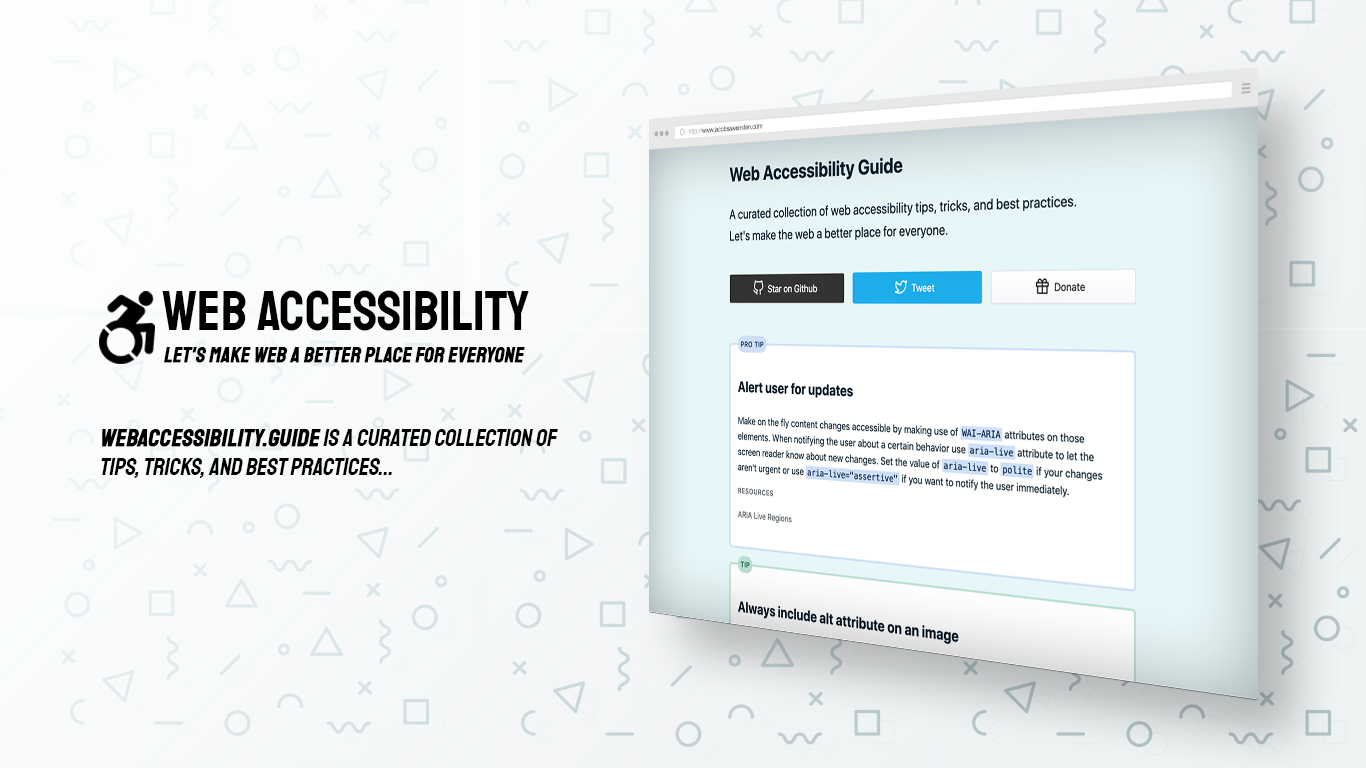 WEB ACCESSIBILITY
LET'S MAKE WEB A BETTER PLACE FOR EVERYONE
WEBACCESSIBILITY.GUIDE IS A CURATED COLLECTION OF
TIPS, TRICKS, AND BEST PRACTICES...
Web Accessibility Guide
A curated collection of web accessibility tips, tricks, and best practices.
Let's make the web a better place for everyone.
Star on Github
Tweet
Donate
PRO TIP
Alert user for updates
Make on the fly content changes accessible by making use of WAI-ARIA attributes on those
elements. When notifying the user about a certain behavior use aria-live attribute to let the
screen reader know about new changes. Set the value of aria-live to polite if your changes
aren't urgent or use aria-live="assertive" if you want to notify the user immediately.
RESOURCES
ARIA Live Regions
TIP
Always include alt attribute on an image